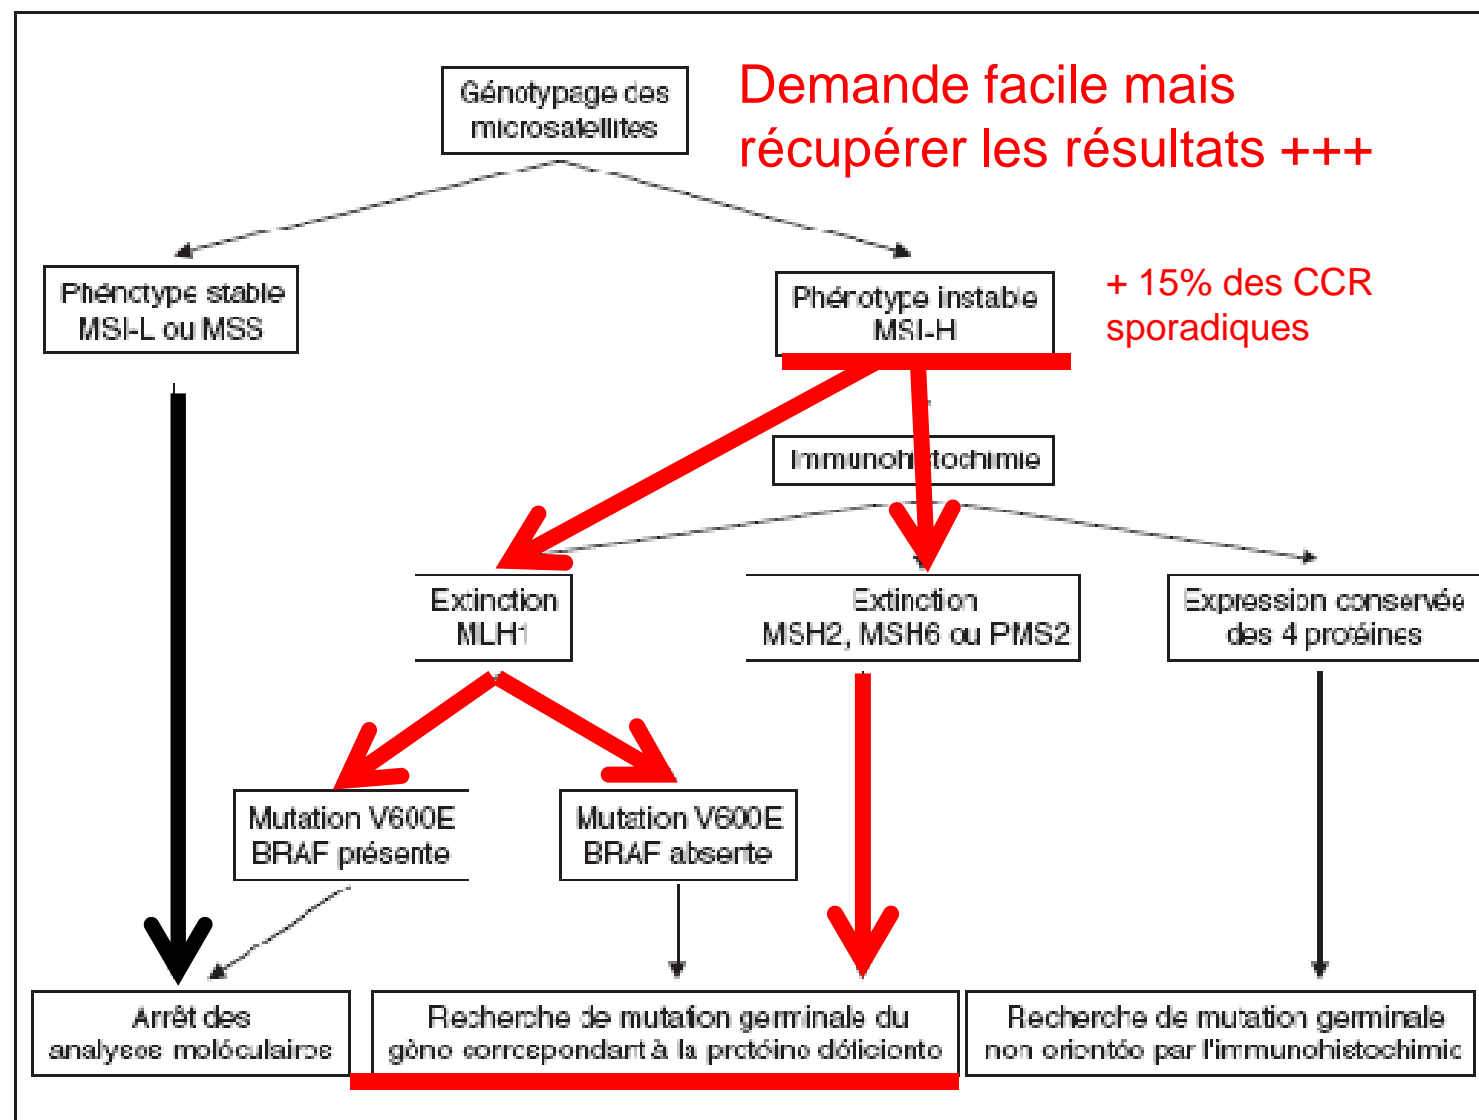 Génotypage des
microsatellites
Demande facile mais
récupérer les résultats +++
Phénotype stable
MSI-L ou MSS
Phénotype instable
MSI-H
+ 15% des CCR
sporadiques
Immunohistochimie
Extinction
MLH1
Extinction
MSH2, MSH6 ou PMS2
Expression conservée
des 4 protéines
Mutation V600E
BRAF présente
Mutation V600E
BRAF absente
Arrêt des
analyses moléculaires
Recherche de mutation germinale du
gène correspondant à la protéine déficiente
Recherche de mutation germinale
non orientée par l'immunohistochimie